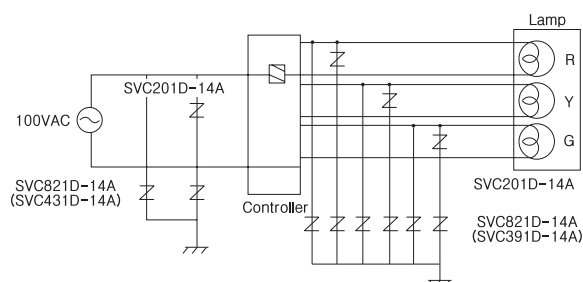 Lamp
R
SVC201D-14A
Y
100VAC
G
SVC821D-14A
(SVC431D-14A)
SVC201D-14A
Controller
SVC821D-14A
(SVC391D-14A)